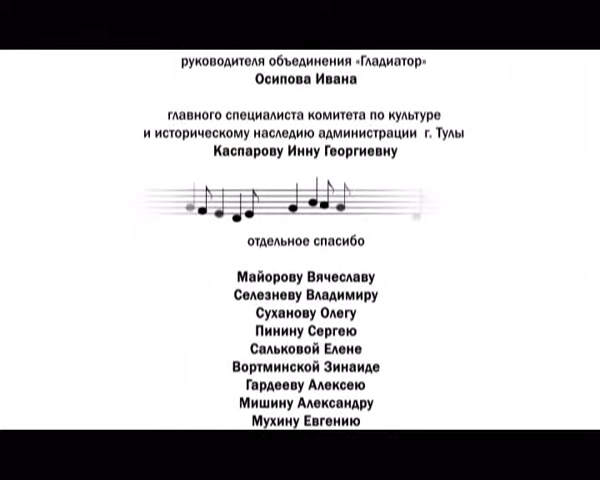 руководителя объединения «Гладиатор»
Осипова Ивана
главного специалиста комитета по культуре
и историческому наследию администрации г. Тулы
Каспарову Инну Георгиевну
отдельное спасибо
Майорову Вячеславу
Селезневу Владимиру
Суханову Олегу
Пинину Сергею
Сальковой Елене
Вортминской Зинаиде
Гардееву Алексею
Мишину Александру
Мухину Евгению